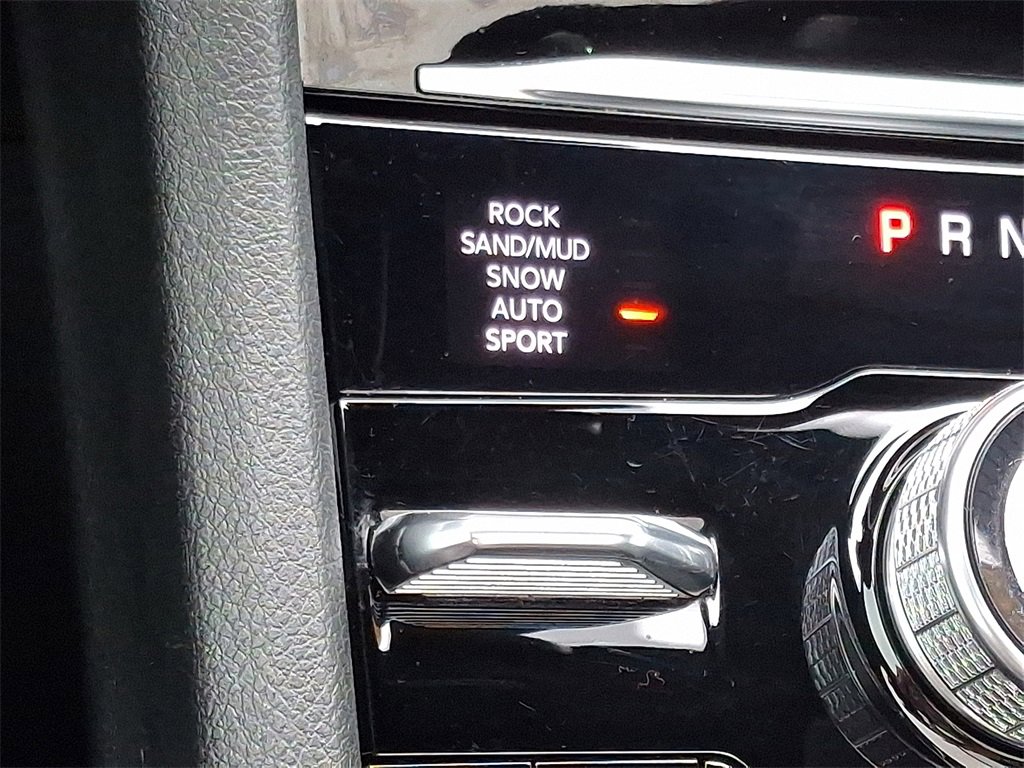 ROCK
SAND/MUD
SNOW
AUTO
SPORT
P R N